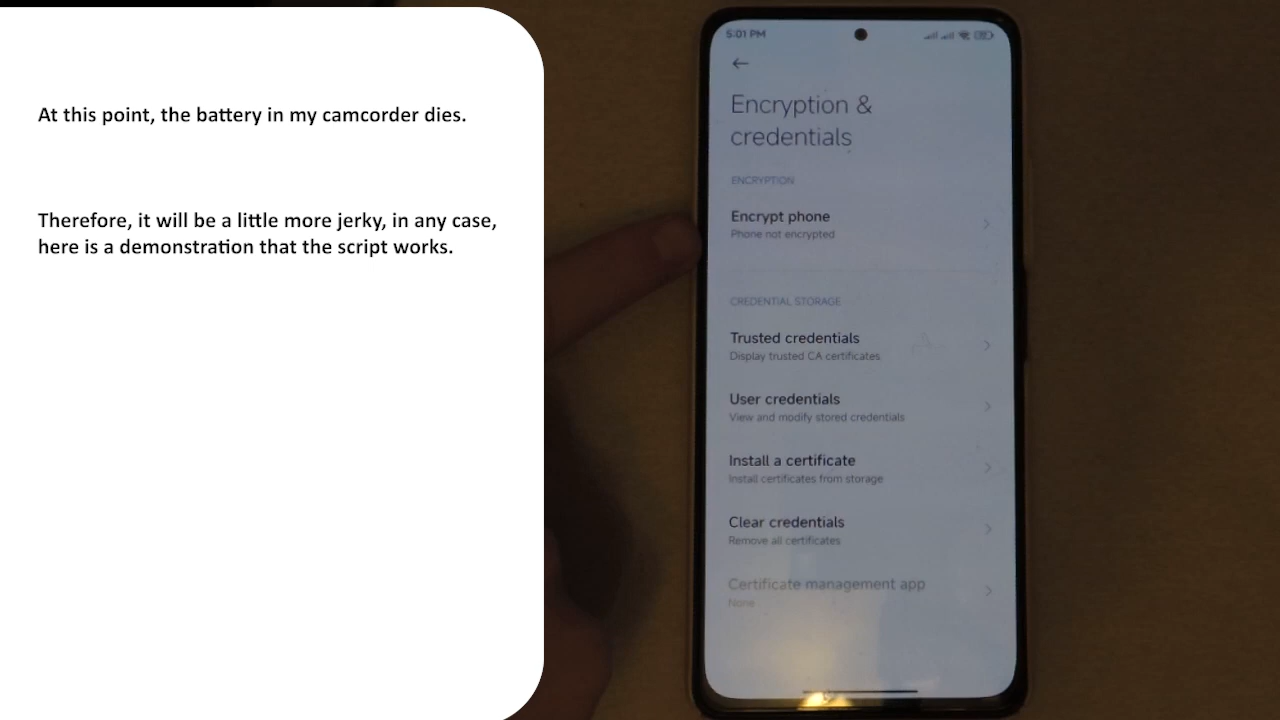 At this point, the battery in my camcorder dies.
Therefore, it will be a little more jerky, in any case,
here is a demonstration that the script works.
5:01 PM
Encryption &
credentials
ENCRYPTION
Encrypt phone
Phone not encrypted
CREDENTIAL STORAGE
Trusted credentials
Display trusted CA certificates
User credentials
View and modify stored credentials
Install a certificate
Install certificates from storage
Clear credentials
Remove all certificates
Certificate management app
None